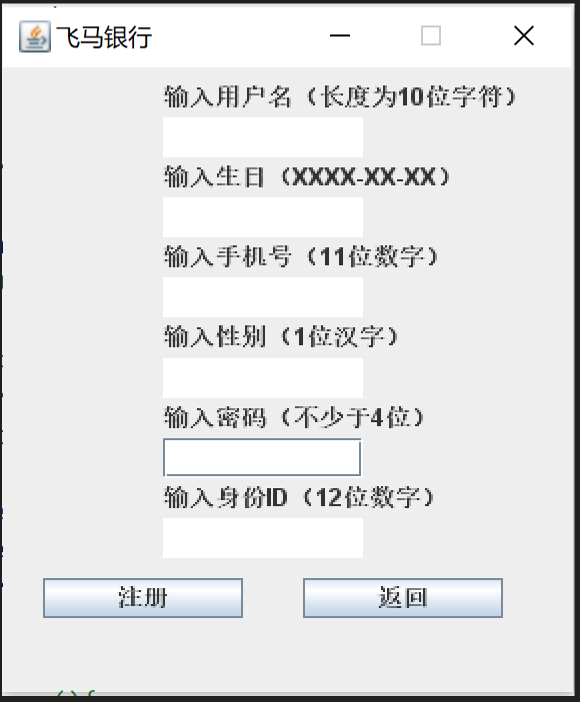 飞马银行
输入用户名（长度为10位字符）
输入生日（XXXX-XX-XX）
输入手机号（11位数字）
输入性别（1位汉字）
输入密码（不少于4位）
输入身份ID（12位数字）
注册 返回